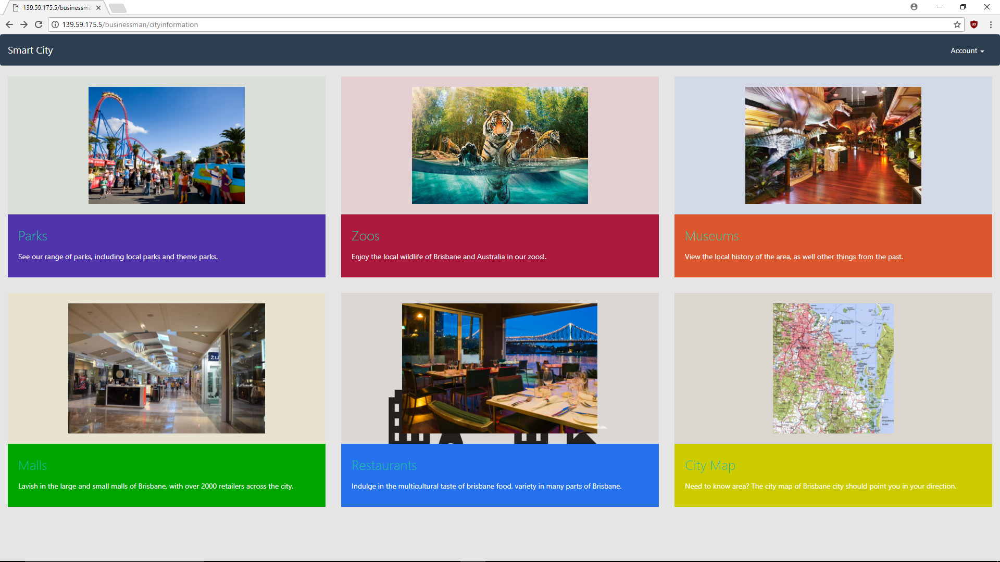 139.59.175.5/businessma
139.59.175.5/businessman/cityinformation
Smart City
Account
Parks
See our range of parks, including local parks and theme parks.
Zoos
Enjoy the local wildlife of Brisbane and Australia in our zoos!.
Museums
View the local history of the area, as well other things from the past.
ZU
Malls
Lavish in the large and small malls of Brisbane, with over 2000 retailers across the city.
Restaurants
Indulge in the multicultural taste of brisbane food, variety in many parts of Brisbane.
BRISBANE
City Map
Need to know area? The city map of Brisbane city should point you in your direction.